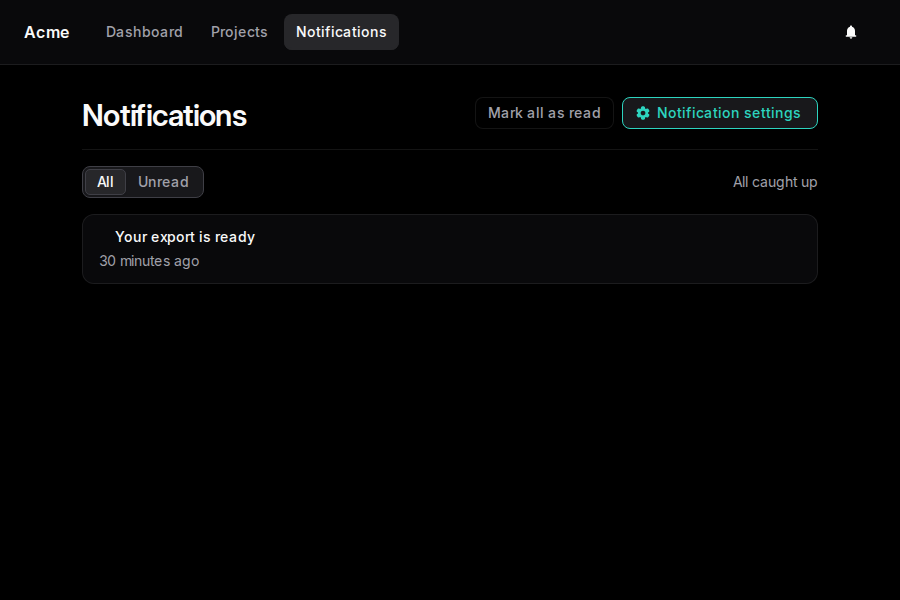 Acme Dashboard Projects Notifications
Notifications
Mark all as read Notification settings
All Unread All caught up
Your export is ready
30 minutes ago